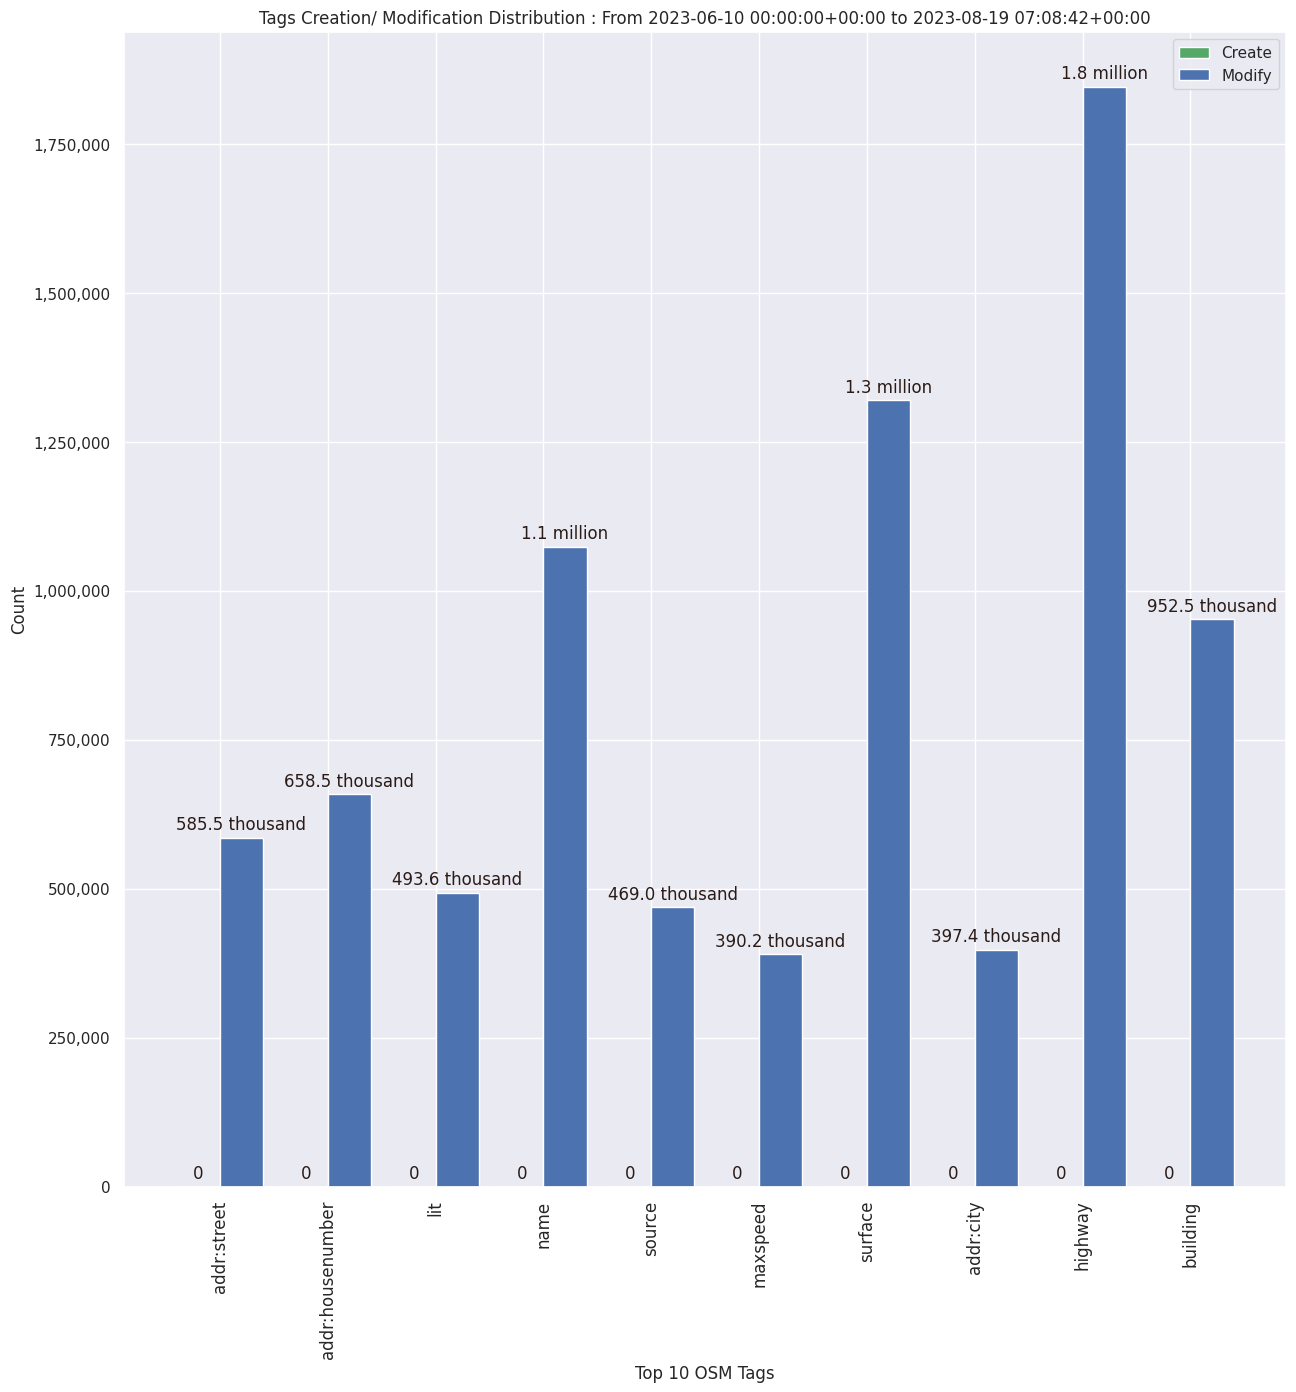 Tags Creation/ Modification Distribution : From 2023-06-10 00:00:00+00:00 to 2023-08-19 07:08:42+00:00
Create
Modify
1.8 million
1,750,000
1,500,000
1.3 million
1,250,000
1.1 million
1,000,000
952.5 thousand
Count
750,000
658.5 thousand
585.5 thousand
500,000
493.6 thousand
469.0 thousand
397.4 thousand
390.2 thousand
250,000
0
0 0 0 0 0 0 0 0 0 0
addr:street
addr:housenumber
lit
name
source
maxspeed
surface
addr:city
highway
building
Top 10 OSM Tags